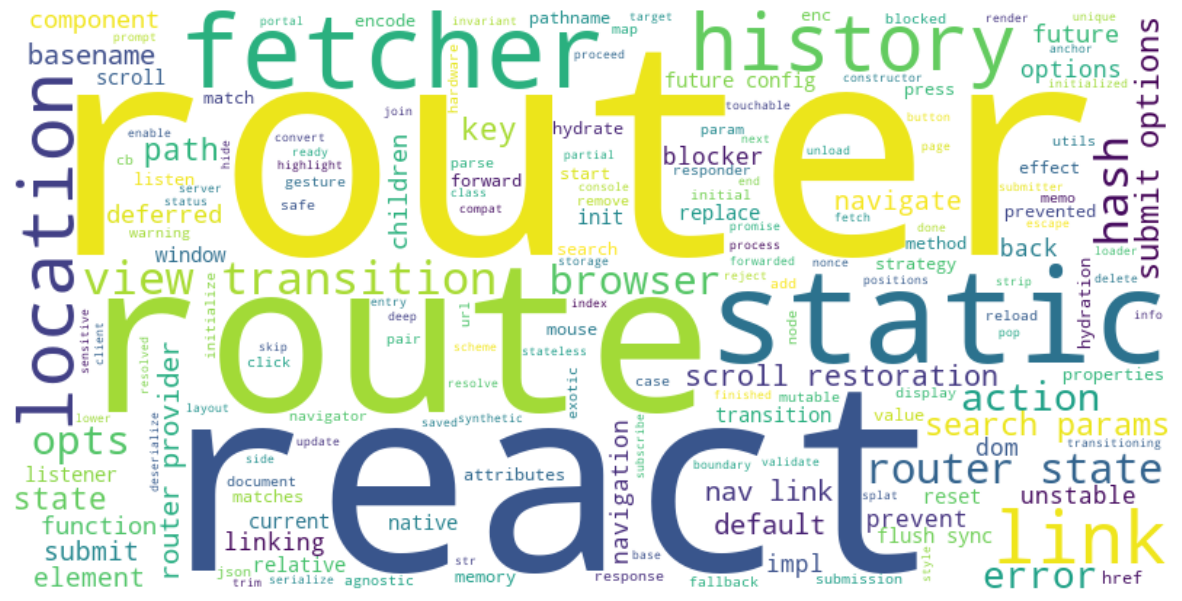 component
portal
encode
invariant
pathname
target
enc
blocked
render
unique
prompt
fetcher
map
history
future
anchor
basename
proceed
scroll
hardware
future config
constructor
options
initialized
location
match
router
join
key
hydrate
touchable
press
button
submit options
enable
convert
param
next
utils
path
hide
ready
highlight
children
parse
partial
blocker
unload
page
effect
hash
cb
listen
gesture
forward
start
responder
end
server
status
safe
class
console
remove
initial
navigate
submitter
memo
deferred
compat
init
replace
promise
fetch
prevented
escape
warning
window
search
process
done
method
back
loader
storage
forwarded
nonce
strategy
view transition
browser
reject
add
positions
strip
hydration
delete
initialize
entry
deep
url
index
static
reload
info
sensitive
client
route
mouse
node
pop
skip
click
pair
scheme
stateless
resolved
resolve
exotic
case
scroll restoration
properties
finished
mutable
display
action
lower
layout
navigator
saved
synthetic
transition
value
search params
opts
router provider
react
update
subscribe
dom
transitioning
deserialize
side
navigation
boundary
validate
router state
listener
document
attributes
state
matches
nav link
splat
reset
unstable
function
current
native
default
prevent
link
submit
linking
flush sync
element
json
relative
str
base
impl
style
error
href
trim
serialize
agnostic
memory
response
fallback
submission